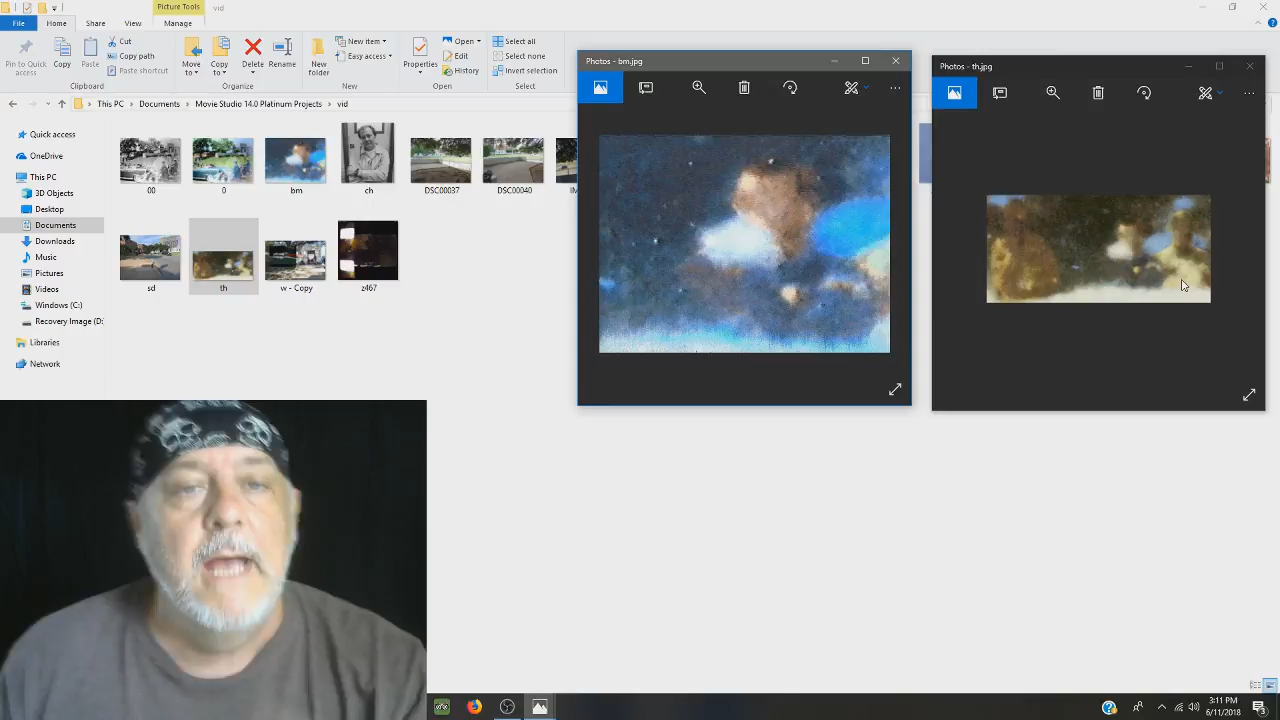 Picture Tools
vid
File
Home
Share
View
Manage
Pin to Quick access
Copy
Paste
Cut
Copy path
Paste shortcut
Clipboard
Move to
Copy to
Delete
Rename
Organize
New folder
New item
Easy access
New
Properties
Open
Edit
History
Open
Select all
Select none
Invert selection
Select
This PC
Documents
Movie Studio 14.0 Platinum Projects
vid
Quick access
OneDrive
This PC
3D Objects
Desktop
Documents
Downloads
Music
Pictures
Videos
Windows (C:)
Recovery Image (D:
Libraries
Network
00
0
bm
ch
DSC00037
DSC00040
sd
th
w - Copy
z467
Photos - bm.jpg
Photos - th.jpg
3:11 PM
6/11/2018